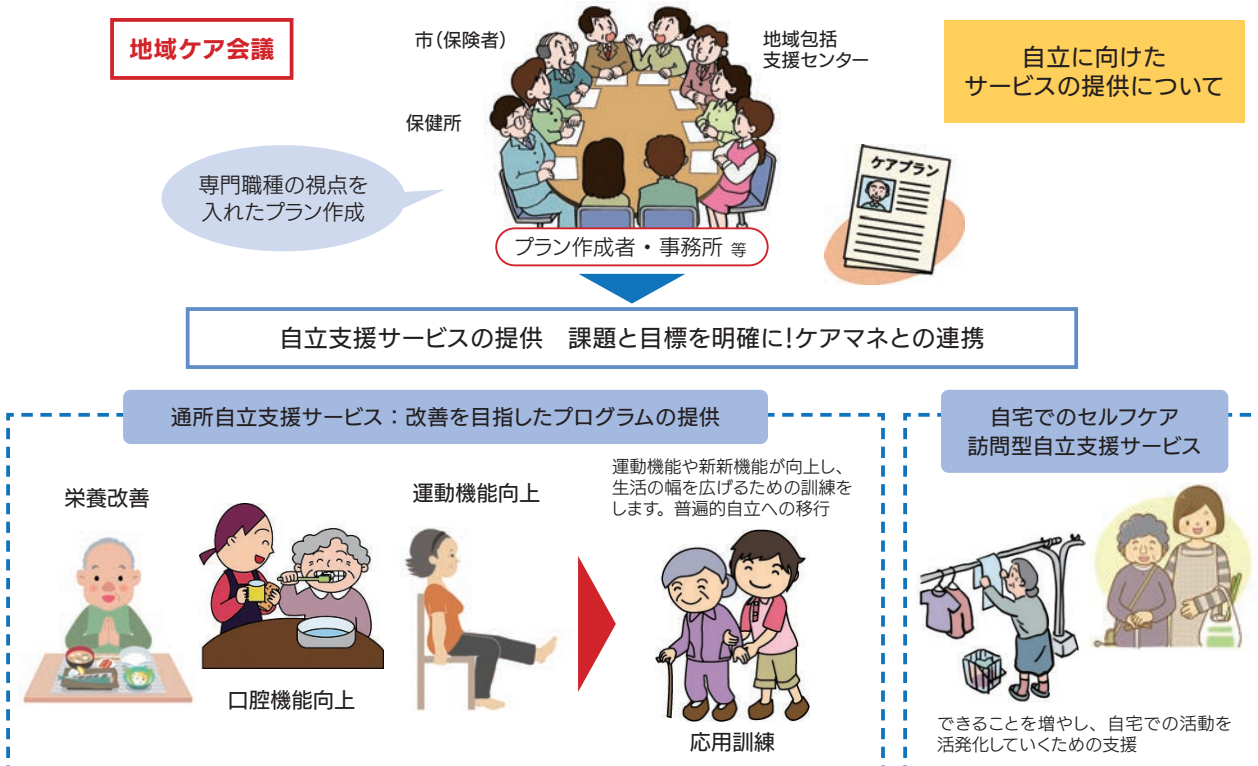 地域ケア会議
市（保険者）
地域包括
支援センター
自立に向けた
サービスの提供について
保健所
専門職種の視点を
入れたプラン作成
ケアプラン
プラン作成者・事務所 等
自立支援サービスの提供　課題と目標を明確に！ケアマネとの連携
通所自立支援サービス：改善を目指したプログラムの提供
自宅でのセルフケア
訪問型自立支援サービス
栄養改善
口腔機能向上
運動機能向上
運動機能や新新機能が向上し、
生活の幅を広げるための訓練を
します。普遍的自立への移行
応用訓練
できることを増やし、自宅での活動を
活発化していくための支援